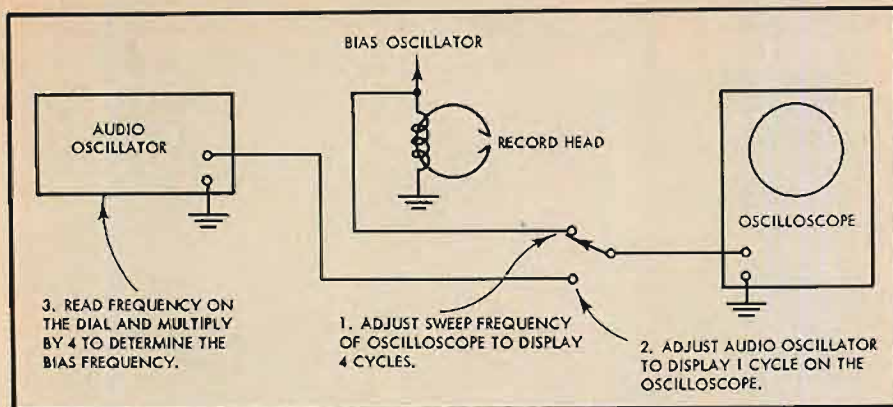 BIAS OSCILLATOR
AUDIO
OSCILLATOR
RECORD HEAD
OSCILLOSCOPE
3. READ FREQUENCY ON
THE DIAL AND MULTIPLY
BY 4 TO DETERMINE THE
BIAS FREQUENCY.
1. ADJUST SWEEP FREQUENCY
OF OSCILLOSCOPE TO DISPLAY
4 CYCLES.
2. ADJUST AUDIO OSCILLATOR
TO DISPLAY 1 CYCLE ON THE
OSCILLOSCOPE.